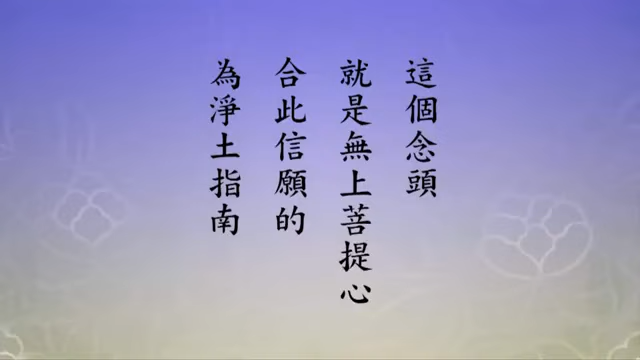 這個念頭
就是無上菩提心
合此信願的
為淨土指南